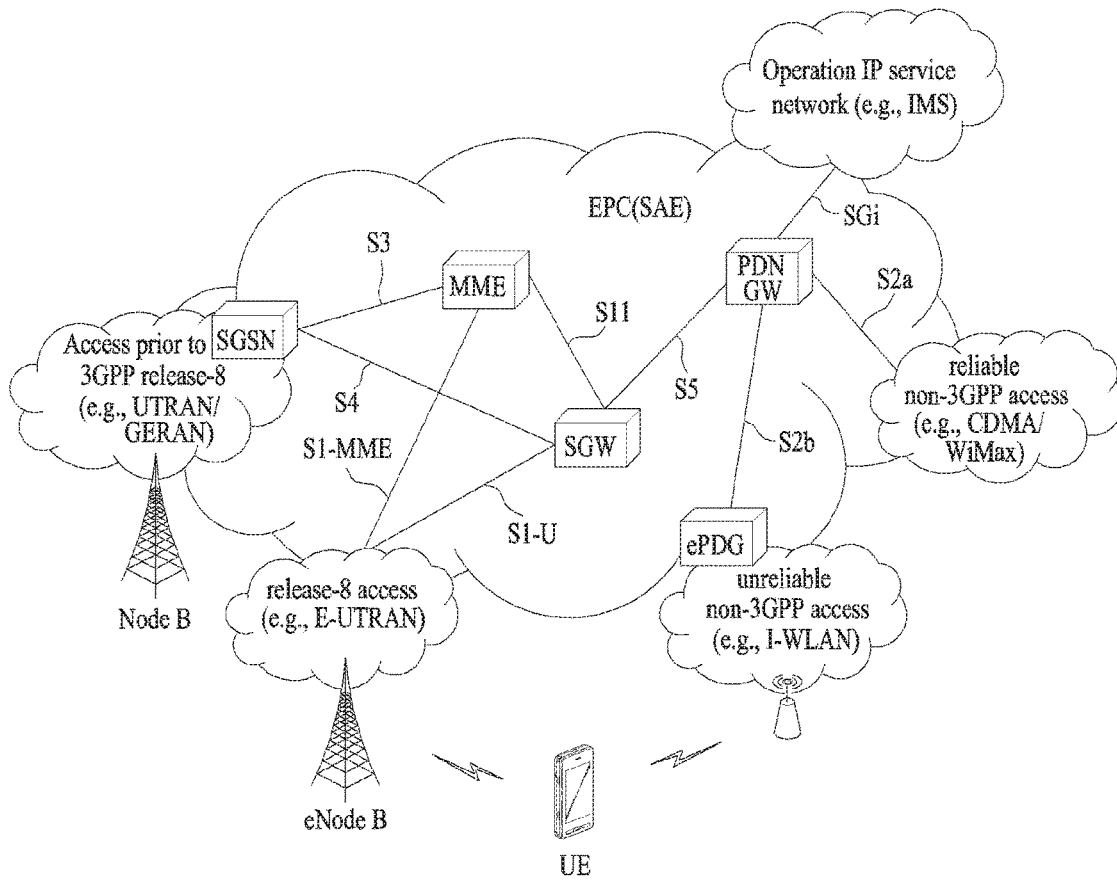 Operation IP service
network (e.g., IMS)
EPC(SAE)
SGi
S3
MME
PDN
GW
S2a
SGSN
S11
Access prior to
3GPP release-8
(e.g., UTRAN/
GERAN)
S4
S5
reliable
non-3GPP access
(e.g., CDMA/
WiMax)
S1-MME
SGW
S2b
S1-U
ePDG
Node B
release-8 access
(e.g., E-UTRAN)
unreliable
non-3GPP access
(e.g., I-WLAN)
eNode B
UE